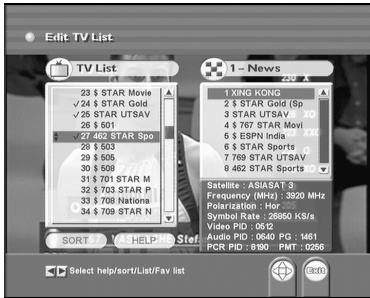 Edit TV List
TV List
23 $ STAR Movie
✓24 $ STAR Gold
✓25 STAR UTSAV
26 $ 501
✓27 462 STAR Spo
28 $ 503
29 $ 505
30 $ 508
31 $ 701 STAR M
32 $ 703 STAR P
33 $ 708 Nationa
34 $ 709 STAR N
SORT
HELP
1 - News
1 XING KONG
2 $ STAR Gold (Sp
3 STAR UTSAV
4 $ 767 STAR Movi
5 $ ESPN India
6 $ STAR Sports
7 769 STAR UTSAV
8 462 STAR Sports
Satellite : ASIASAT 3
Frequency (MHz) : 3920 MHz
Polarization : Hor
Symbol Rate : 26850 KS/s
Video PID : 0512
Audio PID : 0640 PG : 1461
PCR PID : 8190 PMT : 0256
Select help/sort/List/Fav list
Exit